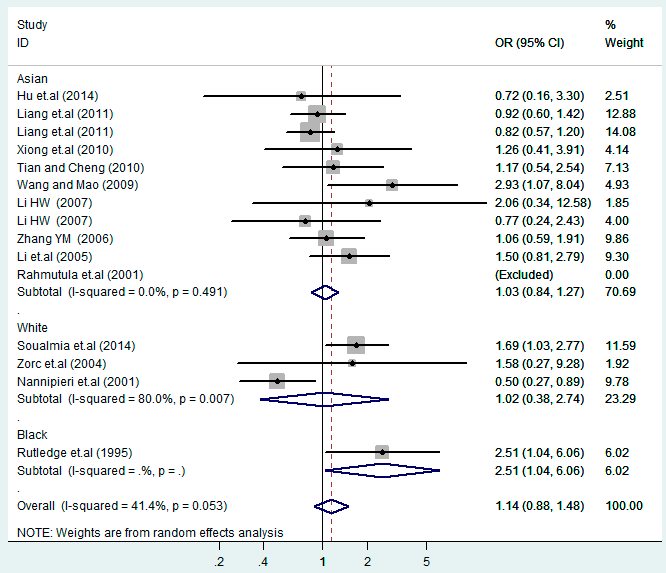 Study %
ID OR (95% CI) Weight
Asian
Hu et.al (2014) 0.72 (0.16, 3.30) 2.51
Liang et.al (2011) 0.92 (0.60, 1.42) 12.88
Liang et.al (2011) 0.82 (0.57, 1.20) 14.08
Xiong et.al (2010) 1.26 (0.41, 3.91) 4.14
Tian and Cheng (2010) 1.17 (0.54, 2.54) 7.13
Wang and Mao (2009) 2.93 (1.07, 8.04) 4.93
Li HW (2007) 2.06 (0.34, 12.58) 1.85
Li HW (2007) 0.77 (0.24, 2.43) 4.00
Zhang YM (2006) 1.06 (0.59, 1.91) 9.86
Li et.al (2005) 1.50 (0.81, 2.79) 9.30
Rahmutula et.al (2001) (Excluded) 0.00
Subtotal (I-squared = 0.0%, p = 0.491) 1.03 (0.84, 1.27) 70.69
.
White
Soualmia et.al (2014) 1.69 (1.03, 2.77) 11.59
Zorc et.al (2004) 1.58 (0.27, 9.28) 1.92
Nannipieri et.al (2001) 0.50 (0.27, 0.89) 9.78
Subtotal (I-squared = 80.0%, p = 0.007) 1.02 (0.38, 2.74) 23.29
.
Black
Rutledge et.al (1995) 2.51 (1.04, 6.06) 6.02
Subtotal (I-squared = .%, p = .) 2.51 (1.04, 6.06) 6.02
.
Overall (I-squared = 41.4%, p = 0.053) 1.14 (0.88, 1.48) 100.00
NOTE: Weights are from random effects analysis
.2 .4 1 2 5